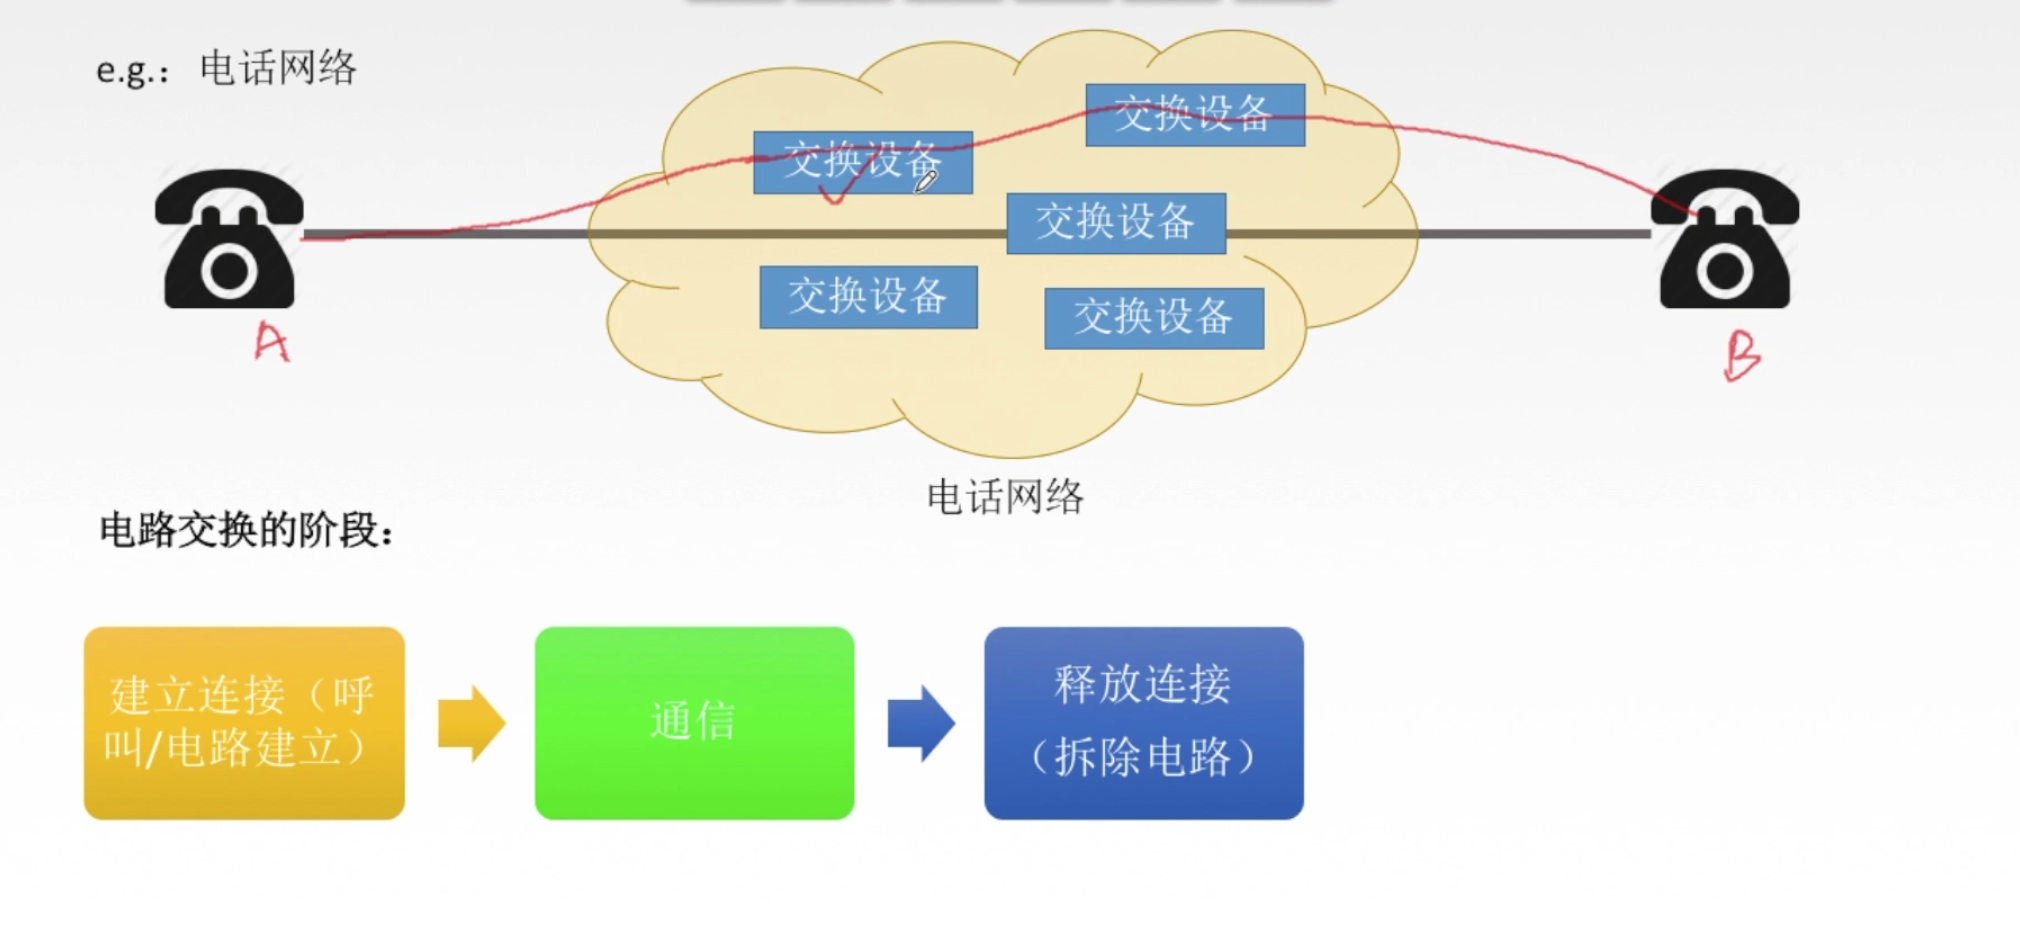 e.g.： 电话网络
交换设备
交换设备
交换设备
交换设备
交换设备
A
B
电话网络
电路交换的阶段：
建立连接（呼
叫/电路建立）
通信
释放连接
（拆除电路）